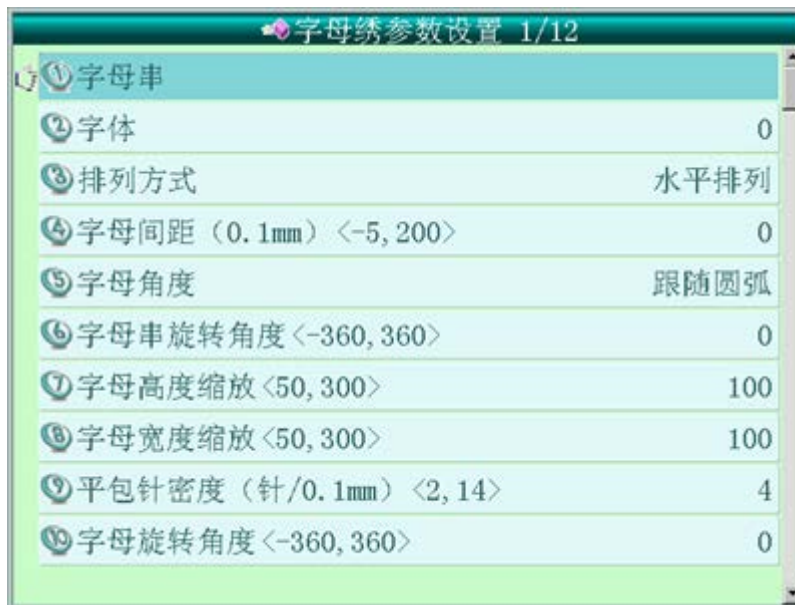 字母绣参数设置 1/12
①字母串
②字体 0
③排列方式 水平排列
④字母间距（0.1mm）<-5,200> 0
⑤字母角度 跟随圆弧
⑥字母串旋转角度<-360,360> 0
⑦字母高度缩放<50,300> 100
⑧字母宽度缩放<50,300> 100
⑨平包针密度（针/0.1mm）<2,14> 4
⑩字母旋转角度<-360,360> 0